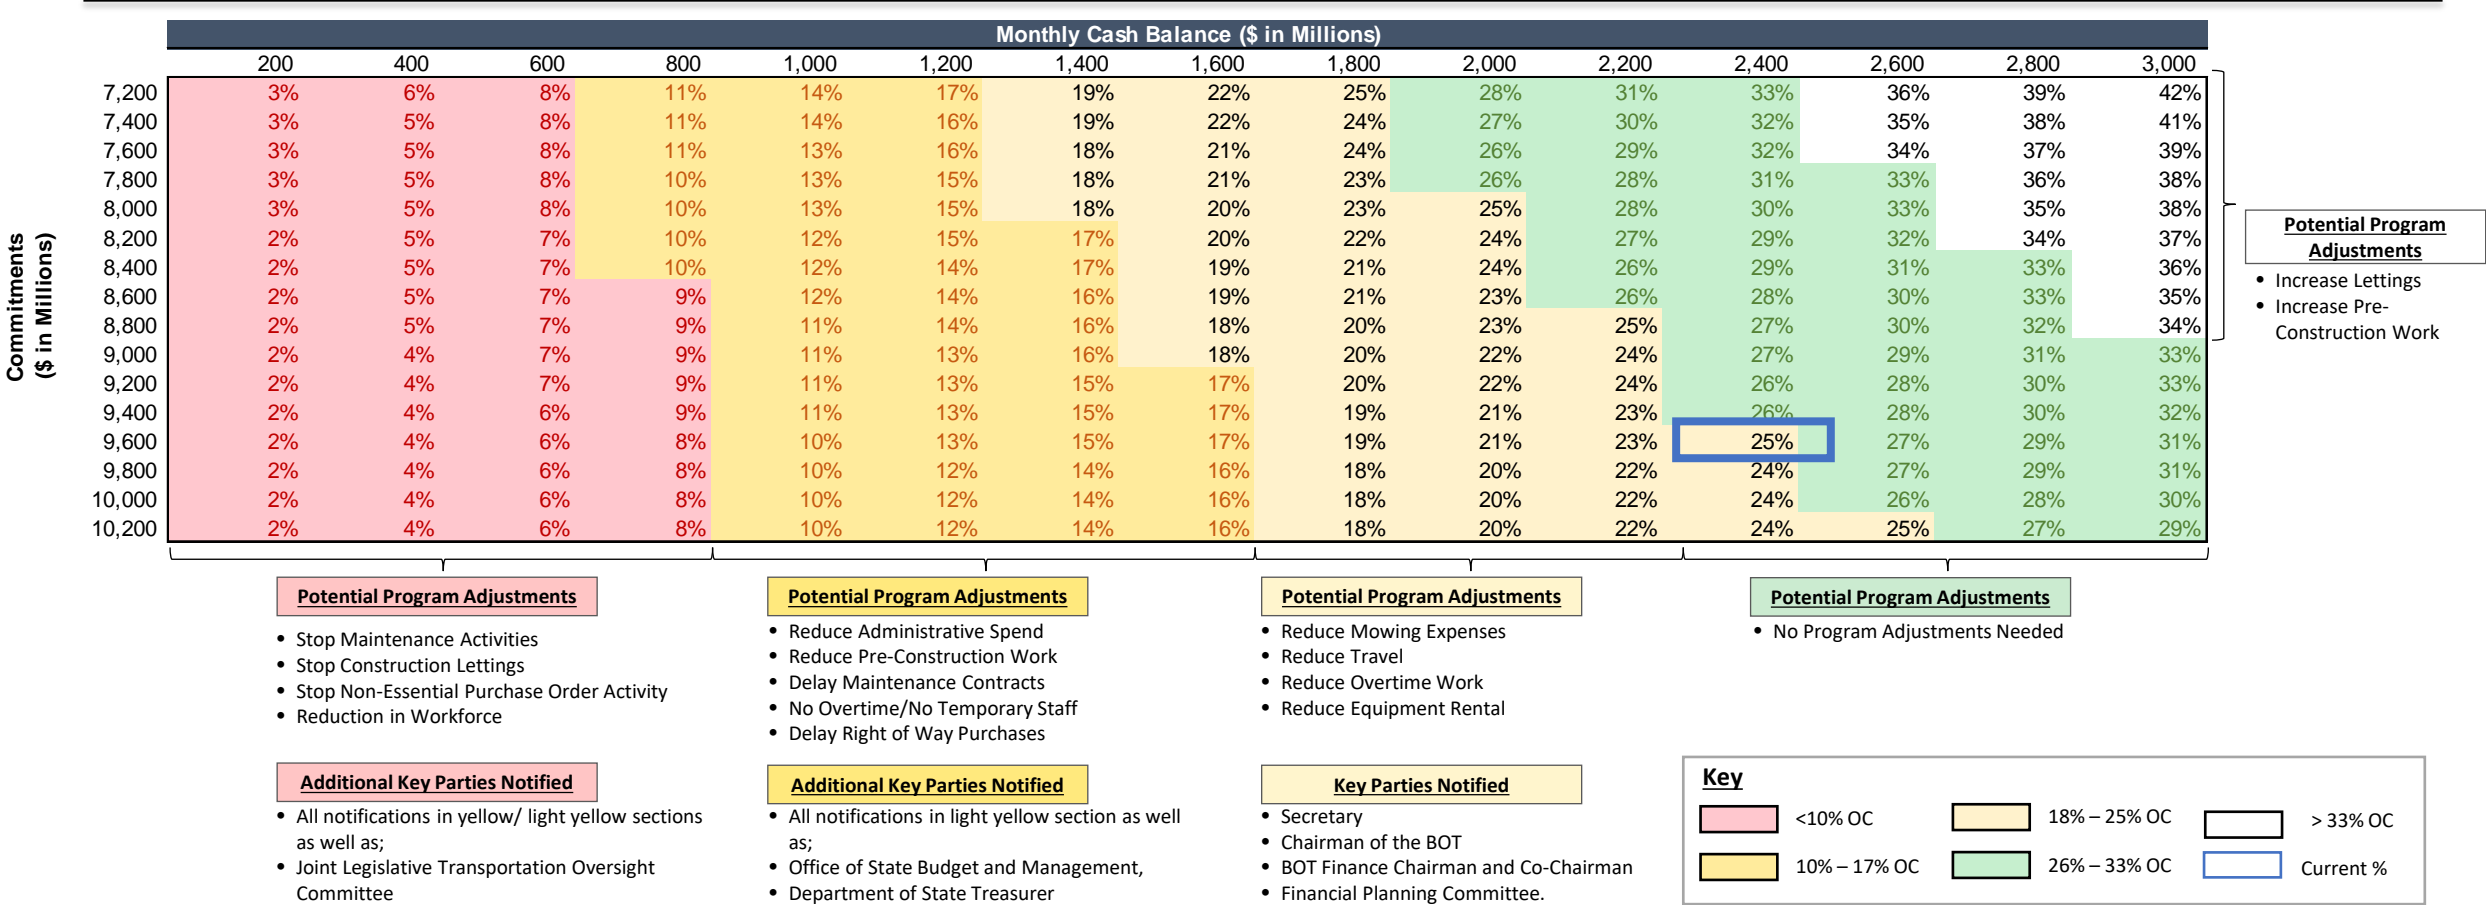 Monthly Cash Balance ($ in Millions)
200 400 600 800 1,000 1,200 1,400 1,600 1,800 2,000 2,200 2,400 2,600 2,800 3,000
Commitments
($ in Millions)
7,200 3% 6% 8% 11% 14% 17% 19% 22% 25% 28% 31% 33% 36% 39% 42%
7,400 3% 5% 8% 11% 14% 16% 19% 22% 24% 27% 30% 32% 35% 38% 41%
7,600 3% 5% 8% 11% 13% 16% 18% 21% 24% 26% 29% 32% 34% 37% 39%
7,800 3% 5% 8% 10% 13% 15% 18% 21% 23% 26% 28% 31% 33% 36% 38%
8,000 3% 5% 8% 10% 13% 15% 18% 20% 23% 25% 28% 30% 33% 35% 38%
8,200 2% 5% 7% 10% 12% 15% 17% 20% 22% 24% 27% 29% 32% 34% 37%
8,400 2% 5% 7% 10% 12% 14% 17% 19% 21% 24% 26% 29% 31% 33% 36%
8,600 2% 5% 7% 9% 12% 14% 16% 19% 21% 23% 26% 28% 30% 33% 35%
8,800 2% 5% 7% 9% 11% 14% 16% 18% 20% 23% 25% 27% 30% 32% 34%
9,000 2% 4% 7% 9% 11% 13% 16% 18% 20% 22% 24% 27% 29% 31% 33%
9,200 2% 4% 7% 9% 11% 13% 15% 17% 20% 22% 24% 26% 28% 30% 33%
9,400 2% 4% 6% 9% 11% 13% 15% 17% 19% 21% 23% 26% 28% 30% 32%
9,600 2% 4% 6% 8% 10% 13% 15% 17% 19% 21% 23% 25% 27% 29% 31%
9,800 2% 4% 6% 8% 10% 12% 14% 16% 18% 20% 22% 24% 27% 29% 31%
10,000 2% 4% 6% 8% 10% 12% 14% 16% 18% 20% 22% 24% 26% 28% 30%
10,200 2% 4% 6% 8% 10% 12% 14% 16% 18% 20% 22% 24% 25% 27% 29%
Potential Program
Adjustments
• Increase Lettings
• Increase Pre-
Construction Work
Potential Program Adjustments
• Stop Maintenance Activities
• Stop Construction Lettings
• Stop Non-Essential Purchase Order Activity
• Reduction in Workforce
Additional Key Parties Notified
• All notifications in yellow/ light yellow sections
as well as;
• Joint Legislative Transportation Oversight
Committee
Potential Program Adjustments
• Reduce Administrative Spend
• Reduce Pre-Construction Work
• Delay Maintenance Contracts
• No Overtime/No Temporary Staff
• Delay Right of Way Purchases
Additional Key Parties Notified
• All notifications in light yellow section as well
as;
• Office of State Budget and Management,
• Department of State Treasurer
Potential Program Adjustments
• Reduce Mowing Expenses
• Reduce Travel
• Reduce Overtime Work
• Reduce Equipment Rental
Key Parties Notified
• Secretary
• Chairman of the BOT
• BOT Finance Chairman and Co-Chairman
• Financial Planning Committee.
Potential Program Adjustments
• No Program Adjustments Needed
Key
<10% OC
18% – 25% OC
> 33% OC
10% – 17% OC
26% – 33% OC
Current %